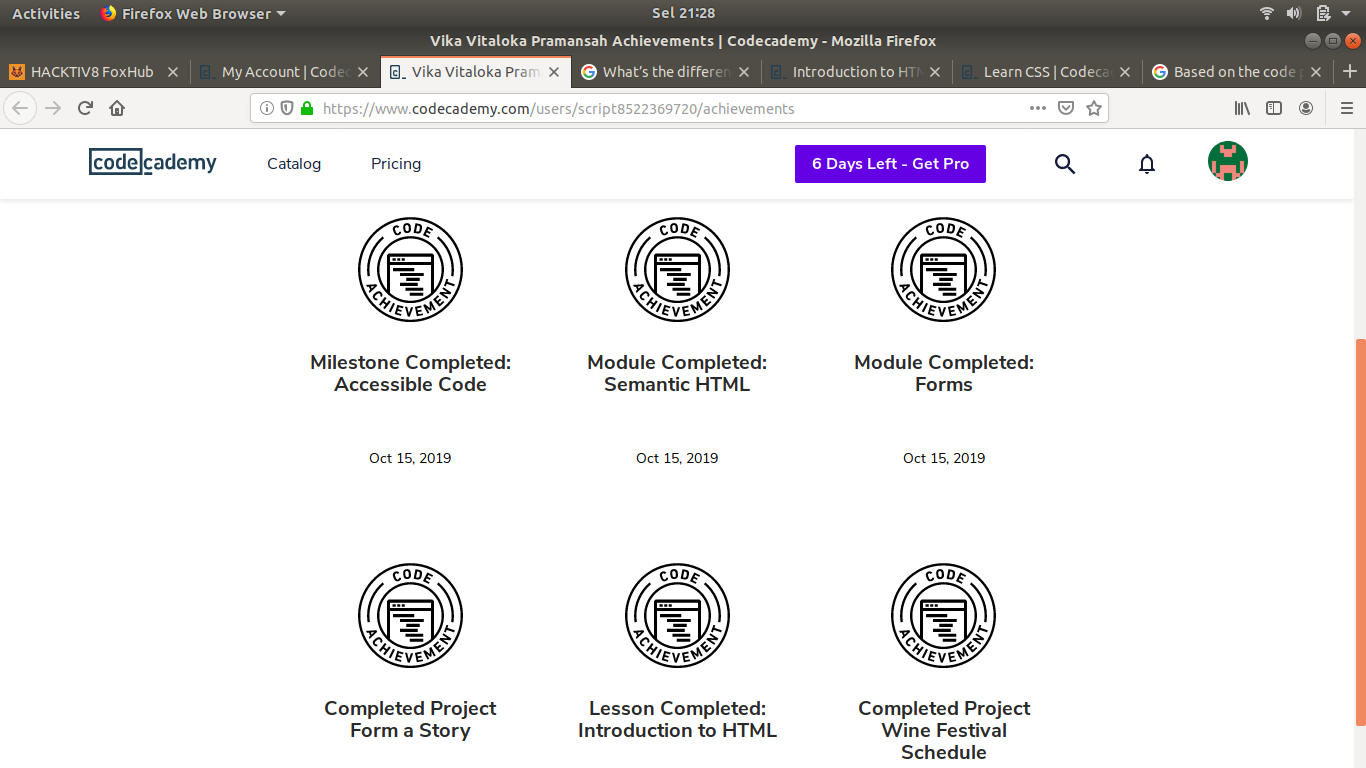 Activities Firefox Web Browser Sel 21:28
Vika Vitaloka Pramansah Achievements | Codecademy - Mozilla Firefox
HACKTIV8 FoxHub My Account | Codec Vika Vitaloka Pram What's the differen Introduction to HTM Learn CSS | Codeca Based on the code p
https://www.codecademy.com/users/script8522369720/achievements
codecademy Catalog Pricing 6 Days Left - Get Pro
CODE ACHIEVEMENT CODE ACHIEVEMENT CODE ACHIEVEMENT
Milestone Completed: Module Completed: Module Completed:
Accessible Code Semantic HTML Forms
Oct 15, 2019 Oct 15, 2019 Oct 15, 2019
CODE ACHIEVEMENT CODE ACHIEVEMENT CODE ACHIEVEMENT
Completed Project Lesson Completed: Completed Project
Form a Story Introduction to HTML Wine Festival
Schedule